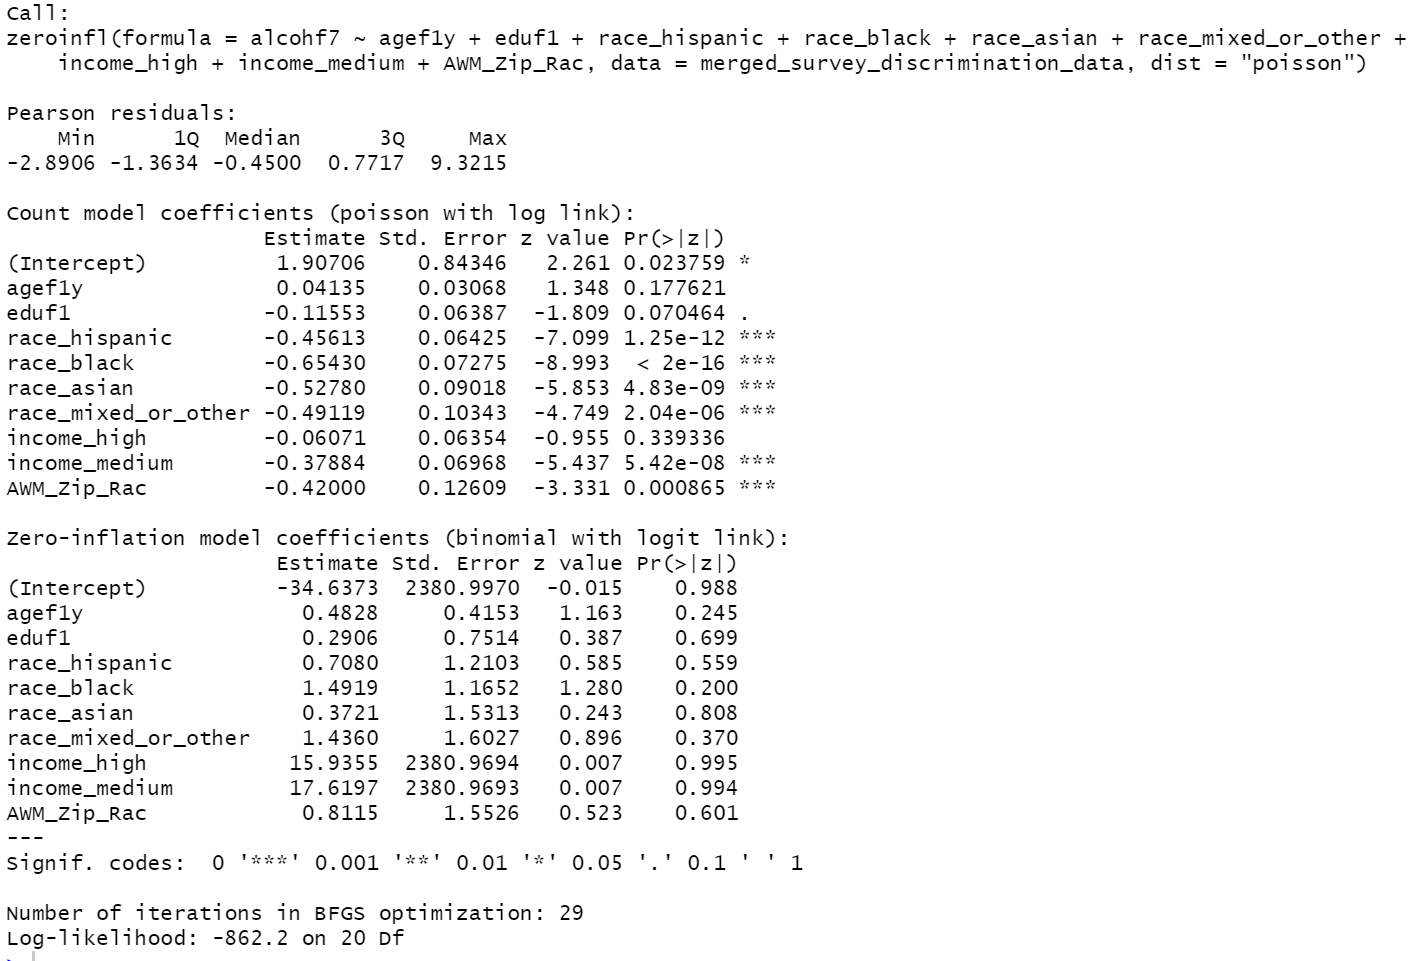 Call:
zeroinfl(formula = alcohf7 ~ agef1y + eduf1 + race_hispanic + race_black + race_asian + race_mixed_or_other +
    income_high + income_medium + AWM_Zip_Rac, data = merged_survey_discrimination_data, dist = "poisson")

Pearson residuals:
    Min      1Q  Median      3Q     Max
-2.8906 -1.3634 -0.4500  0.7717  9.3215

Count model coefficients (poisson with log link):
                    Estimate Std. Error z value Pr(>|z|)
(Intercept)          1.90706    0.84346   2.261 0.023759 *
agef1y               0.04135    0.03068   1.348 0.177621
eduf1               -0.11553    0.06387  -1.809 0.070464 .
race_hispanic       -0.45613    0.06425  -7.099 1.25e-12 ***
race_black          -0.65430    0.07275  -8.993  < 2e-16 ***
race_asian          -0.52780    0.09018  -5.853 4.83e-09 ***
race_mixed_or_other -0.49119    0.10343  -4.749 2.04e-06 ***
income_high         -0.06071    0.06354  -0.955 0.339336
income_medium       -0.37884    0.06968  -5.437 5.42e-08 ***
AWM_Zip_Rac         -0.42000    0.12609  -3.331 0.000865 ***

Zero-inflation model coefficients (binomial with logit link):
                     Estimate Std. Error z value Pr(>|z|)
(Intercept)          -34.6373  2380.9970  -0.015    0.988
agef1y                 0.4828     0.4153   1.163    0.245
eduf1                  0.2906     0.7514   0.387    0.699
race_hispanic          0.7080     1.2103   0.585    0.559
race_black             1.4919     1.1652   1.280    0.200
race_asian             0.3721     1.5313   0.243    0.808
race_mixed_or_other    1.4360     1.6027   0.896    0.370
income_high           15.9355  2380.9694   0.007    0.995
income_medium         17.6197  2380.9693   0.007    0.994
AWM_Zip_Rac            0.8115     1.5526   0.523    0.601
---
Signif. codes:  0 '***' 0.001 '**' 0.01 '*' 0.05 '.' 0.1 ' ' 1

Number of iterations in BFGS optimization: 29
Log-likelihood: -862.2 on 20 Df